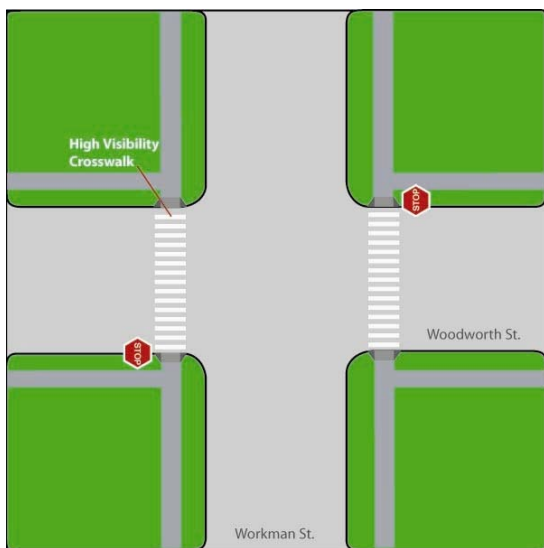 High Visibility
Crosswalk
STOP
STOP
Woodworth St.
Workman St.